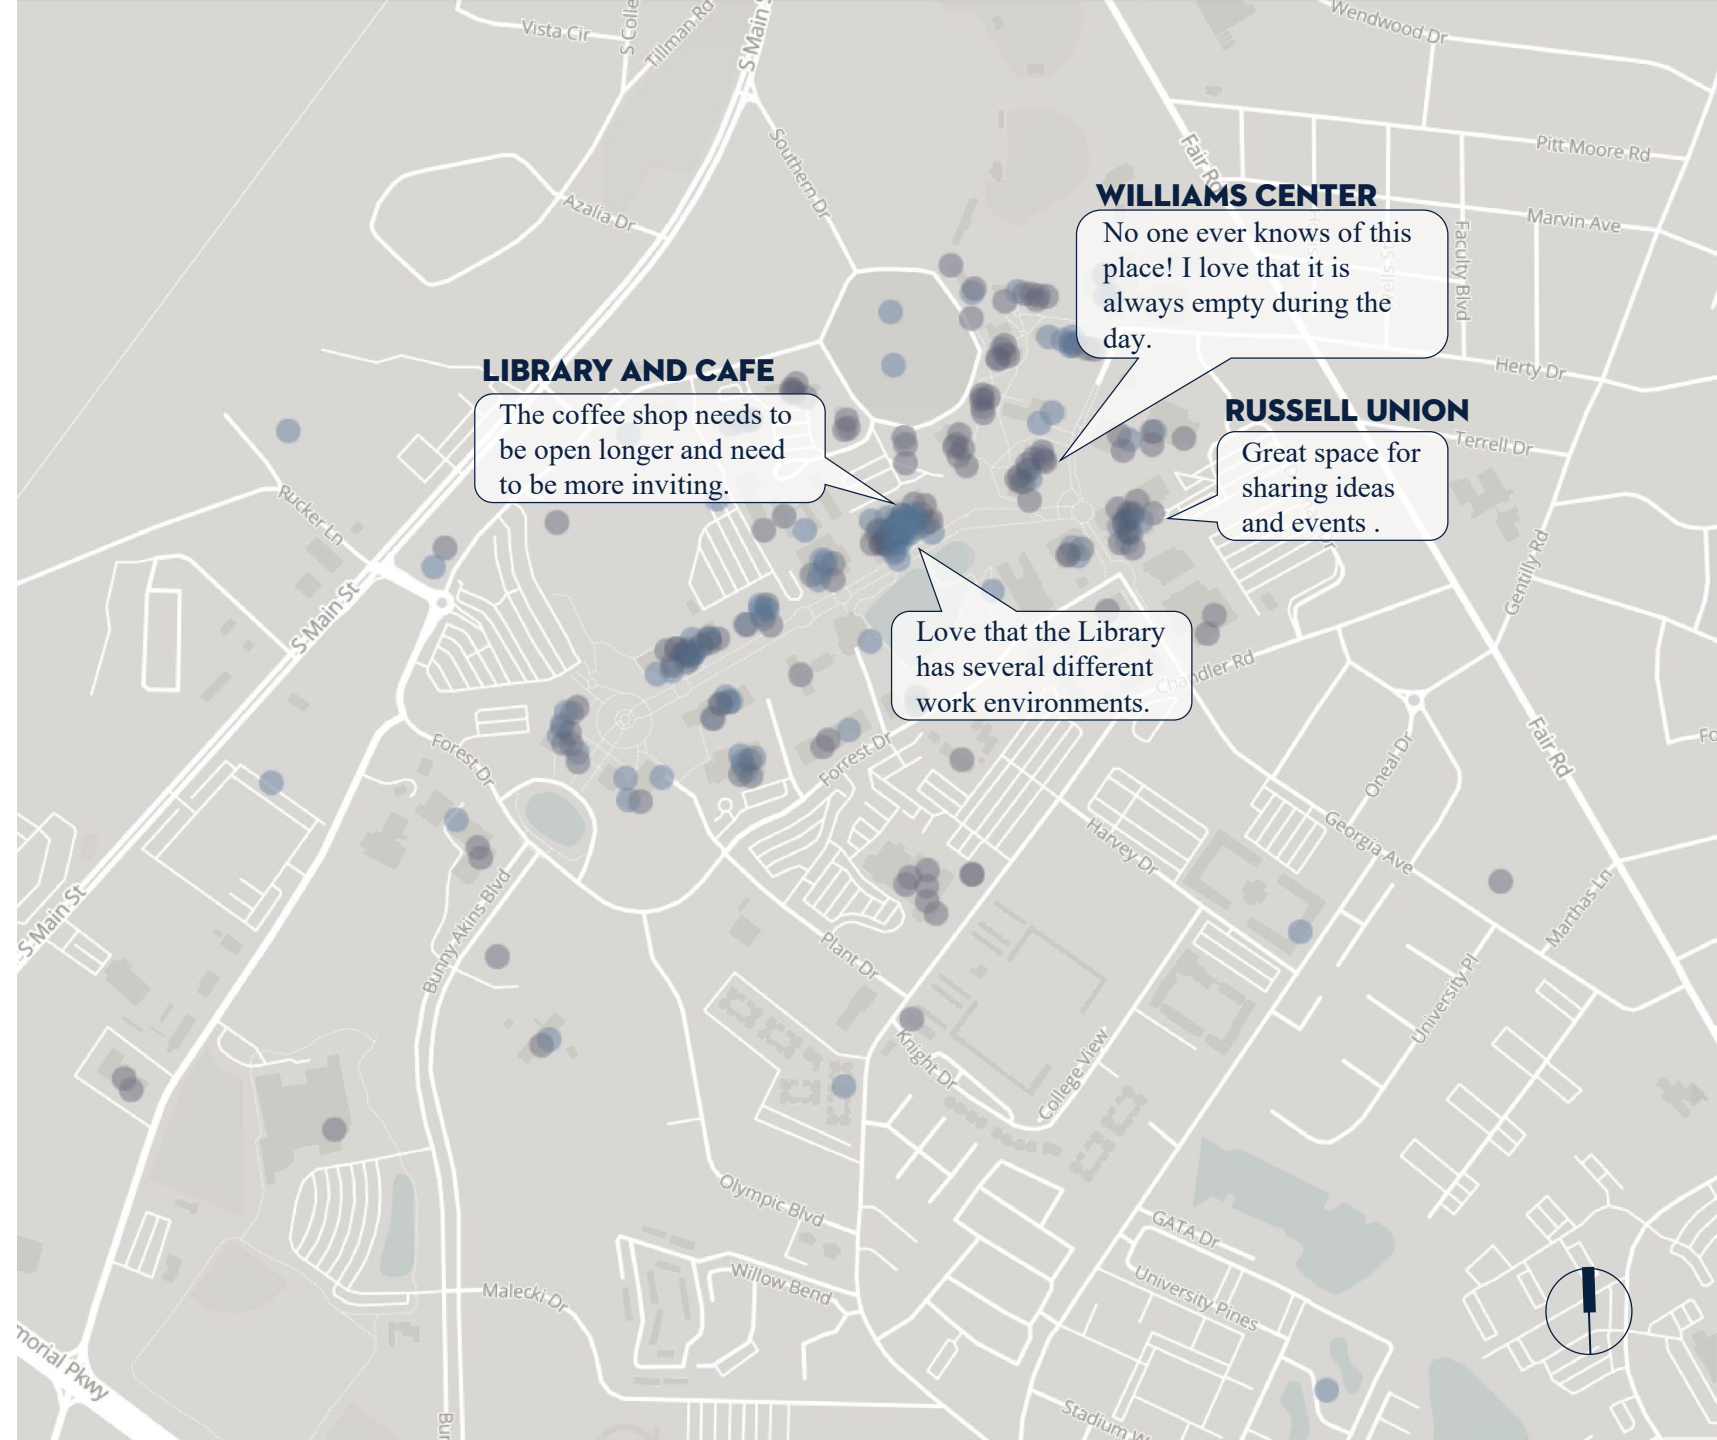 Vista Cir
S Colle
Tillman Rd
S Main S
Wendwood Dr
Southern Dr
Fair Rd
Pitt Moore Rd
Azalia Dr
WILLIAMS CENTER
No one ever knows of this
place! I love that it is
always empty during the
day.
Marvin Ave
Faculty Blvd
LIBRARY AND CAFE
The coffee shop needs to
be open longer and need
to be more inviting.
Herty Dr
RUSSELL UNION
Great space for
sharing ideas
and events .
Terrell Dr
Rucker Ln
S Main St
Gentilly Rd
Love that the Library
has several different
work environments.
Chandler Rd
Forest Dr
Forrest Dr
Fair Rd
Oneal Dr
Harvey Dr
Georgia Ave
S Main St
Bunny Akins Blvd
Marthas Ln
Plant Dr
University Pl
Knight Dr
College View
Olympic Blvd
GATA Dr
Willow Bend
Malecki Dr
University Pines
morial Pkwy
Bur
Stadium W